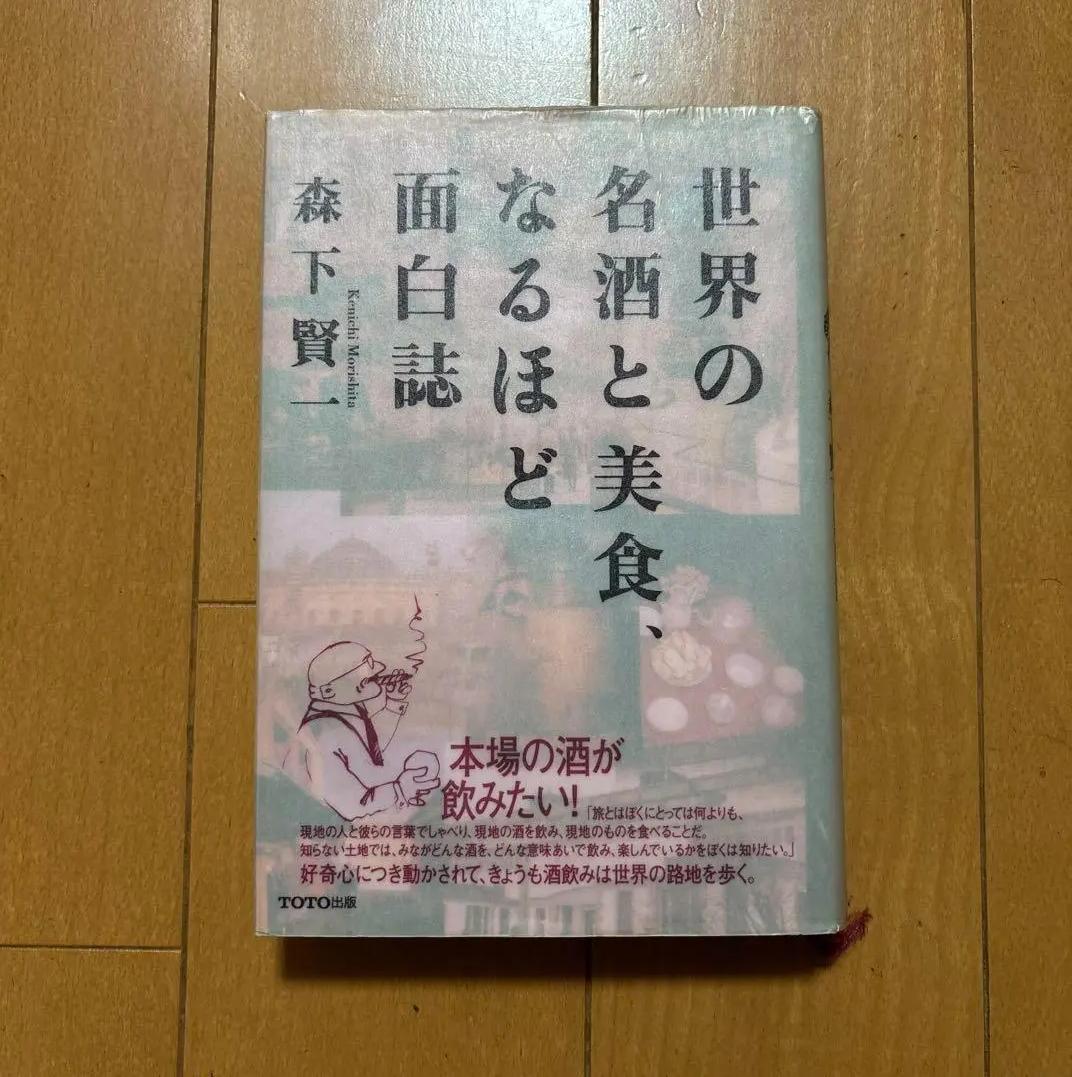 世界の
名酒と美食、
なるほど
面白誌
森下賢一
Kenichi Morishita
本場の酒が
飲みたい!
「旅とはぼくにとっては何よりも、
現地の人と彼らの言葉でしゃべり、現地の酒を飲み、現地のものを食べることだ。
知らない土地では、みながどんな酒を、どんな意味あいで飲み、楽しんでいるかをぼくは知りたい。」
好奇心につき動かされて、きょうも酒飲みは世界の路地を歩く。
TOTO出版